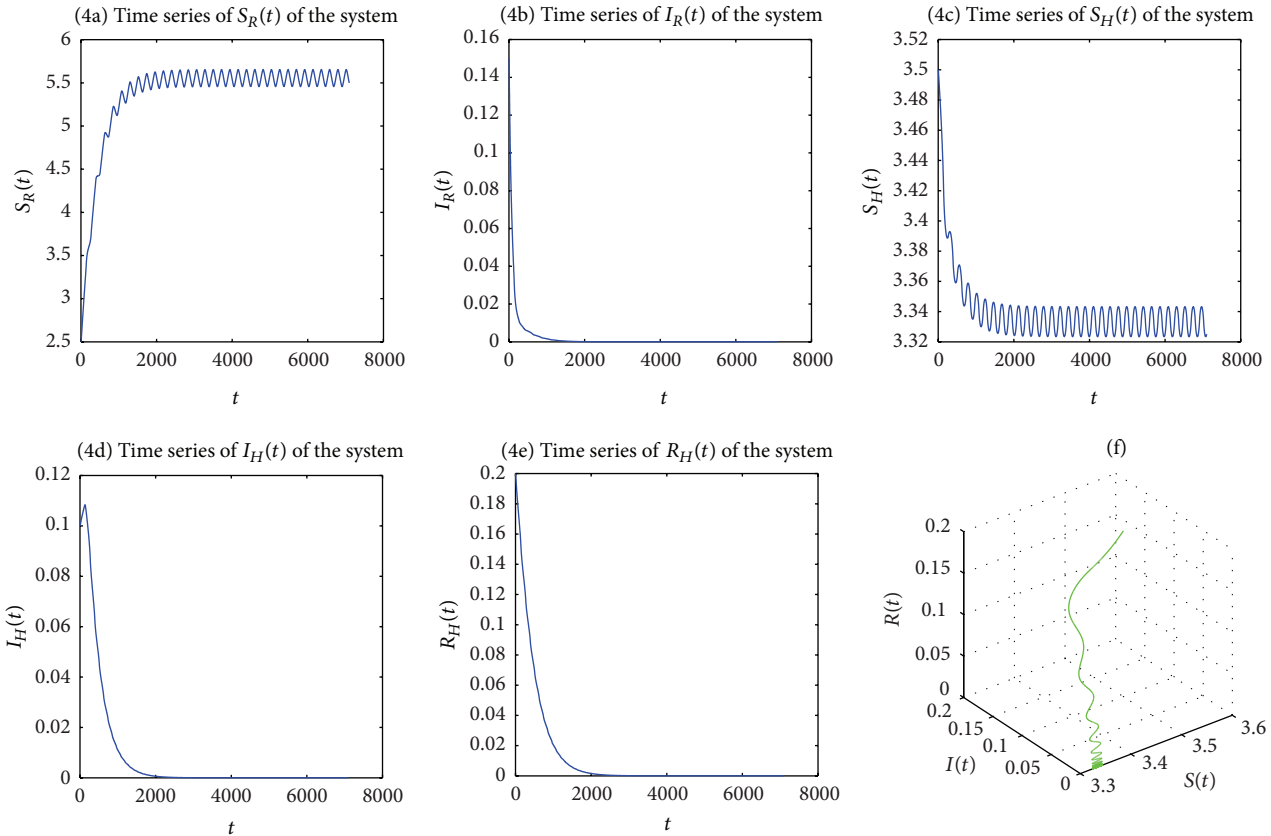 (4a) Time series of S_R(t) of the system
6
5.5
5
4.5
4
3.5
3
2.5
S_R(t)
0 2000 4000 6000 8000
t
(4b) Time series of I_R(t) of the system
0.16
0.14
0.12
0.1
0.08
0.06
0.04
0.02
0
I_R(t)
0 2000 4000 6000 8000
t
(4c) Time series of S_H(t) of the system
3.52
3.5
3.48
3.46
3.44
3.42
3.4
3.38
3.36
3.34
3.32
S_H(t)
0 2000 4000 6000 8000
t
(4d) Time series of I_H(t) of the system
0.12
0.1
0.08
0.06
0.04
0.02
0
I_H(t)
0 2000 4000 6000 8000
t
(4e) Time series of R_H(t) of the system
0.2
0.18
0.16
0.14
0.12
0.1
0.08
0.06
0.04
0.02
0
R_H(t)
0 2000 4000 6000 8000
t
(f)
0.2
0.15
0.1
0.05
0
R(t)
0.2
0.15
0.1
0.05
0
I(t)
3.3
3.4
3.5
3.6
S(t)